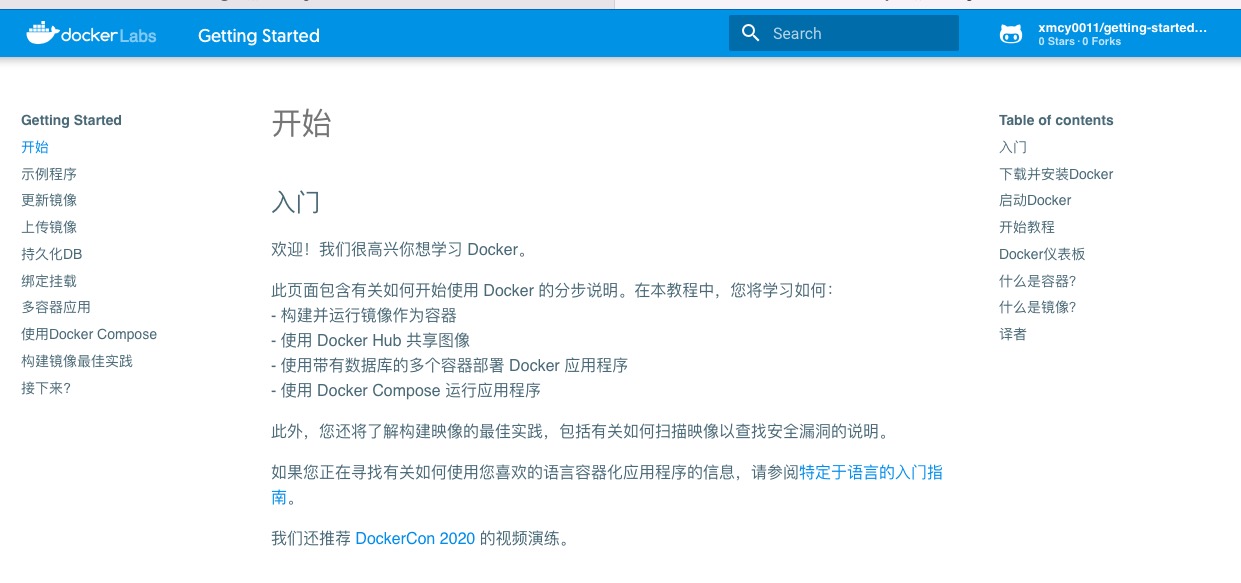 dockerLabs
Getting Started
Search
xmcy0011/getting-started...
0 Stars · 0 Forks
Getting Started
开始
示例程序
更新镜像
上传镜像
持久化DB
绑定挂载
多容器应用
使用Docker Compose
构建镜像最佳实践
接下来？
开始
入门
欢迎！我们很高兴你想学习 Docker。
此页面包含有关如何开始使用 Docker 的分步说明。在本教程中，您将学习如何：
- 构建并运行镜像作为容器
- 使用 Docker Hub 共享图像
- 使用带有数据库的多个容器部署 Docker 应用程序
- 使用 Docker Compose 运行应用程序
此外，您还将了解构建映像的最佳实践，包括有关如何扫描映像以查找安全漏洞的说明。
如果您正在寻找有关如何使用您喜欢的语言容器化应用程序的信息，请参阅特定于语言的入门指
南。
我们还推荐 DockerCon 2020 的视频演练。
Table of contents
入门
下载并安装Docker
启动Docker
开始教程
Docker仪表板
什么是容器？
什么是镜像？
译者